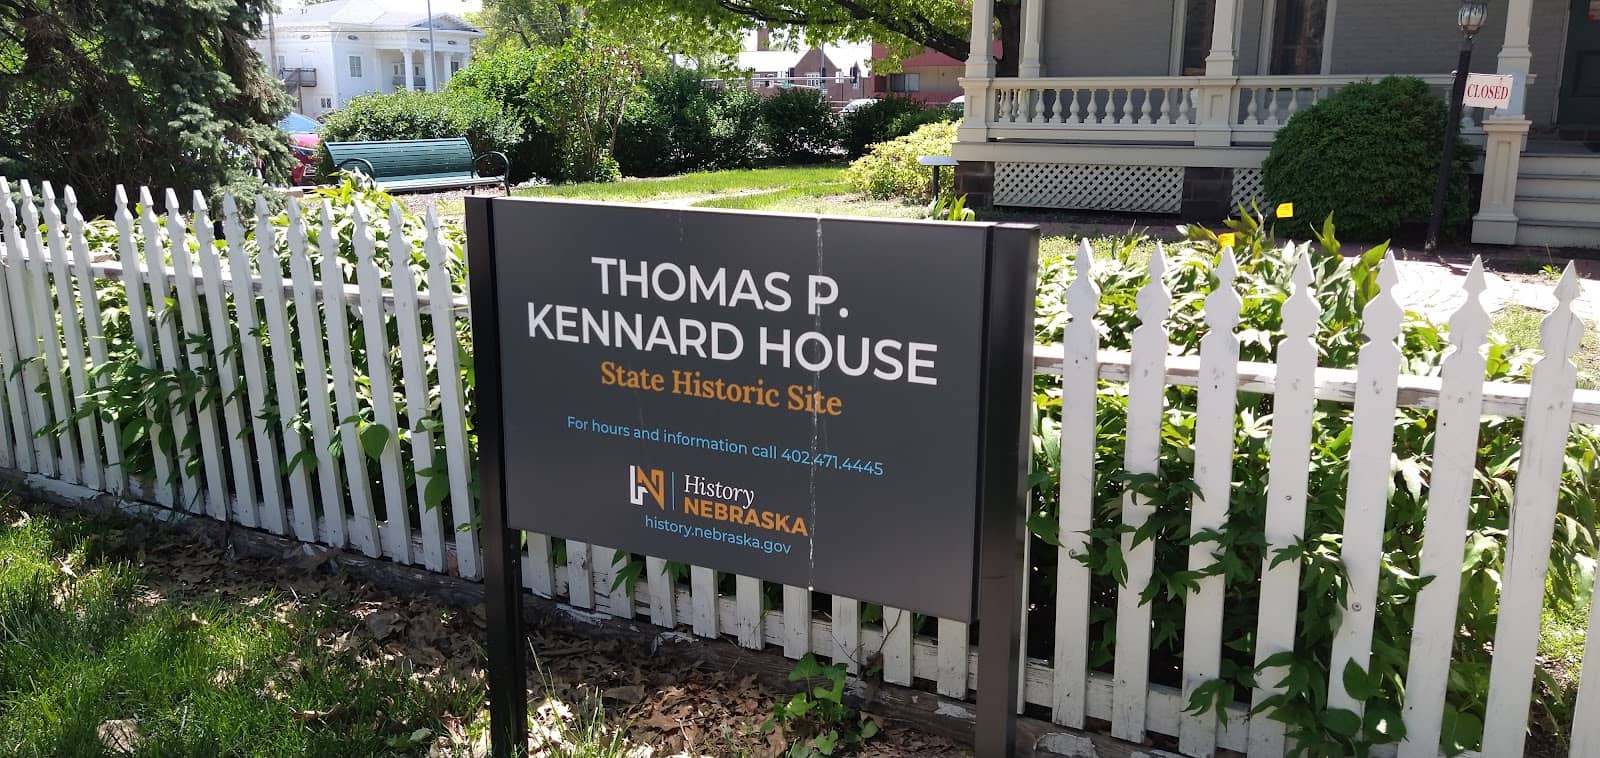 CLOSED
THOMAS P.
KENNARD HOUSE
State Historic Site
For hours and information call 402.471.4445
History
NEBRASKA
history.nebraska.gov